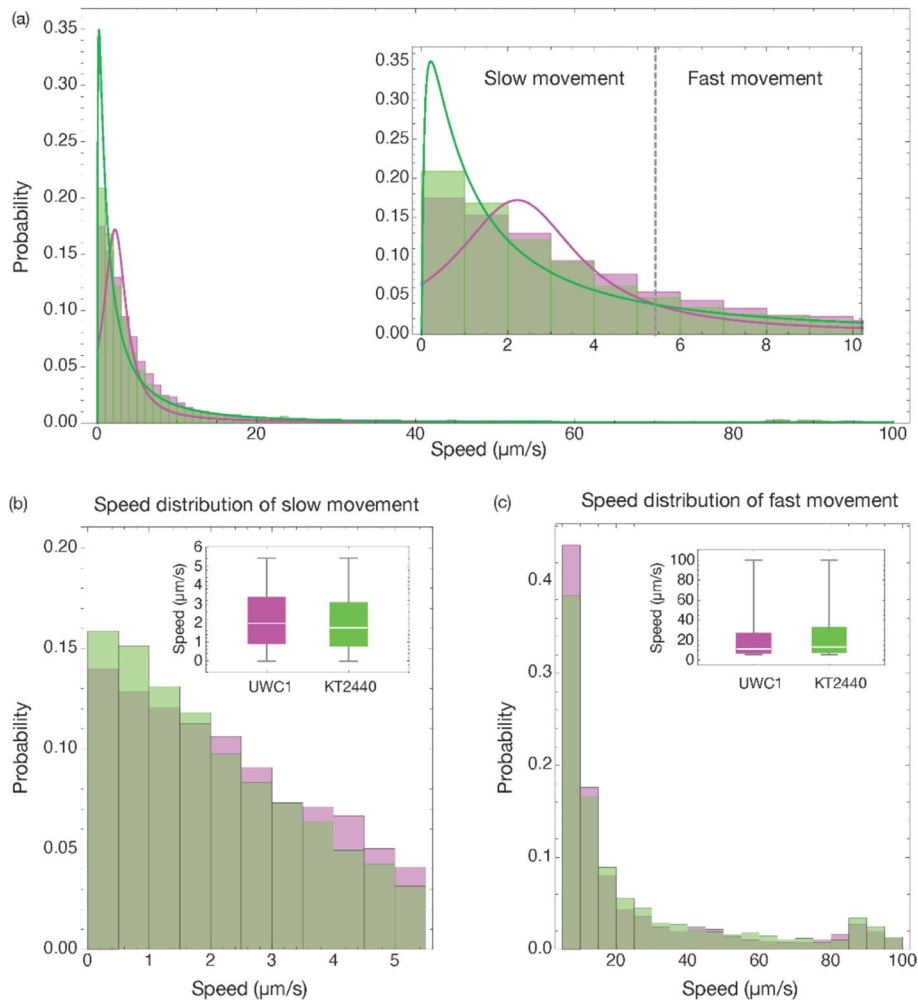 (a)
0.35
0.30
0.25
0.20
0.15
0.10
0.05
0.00
Probability
0 20 40 60 80 100
Speed (µm/s)
0.35
0.30
0.25
0.20
0.15
0.10
0.05
0.00
0 2 4 6 8 10
Slow movement
Fast movement
(b) Speed distribution of slow movement
0.20
0.15
0.10
0.05
0.00
Probability
0 1 2 3 4 5
Speed (µm/s)
6
5
4
3
2
1
0
Speed (µm/s)
UWC1 KT2440
(c) Speed distribution of fast movement
0.4
0.3
0.2
0.1
0.0
Probability
20 40 60 80 100
Speed (µm/s)
100
80
60
40
20
0
Speed (µm/s)
UWC1 KT2440